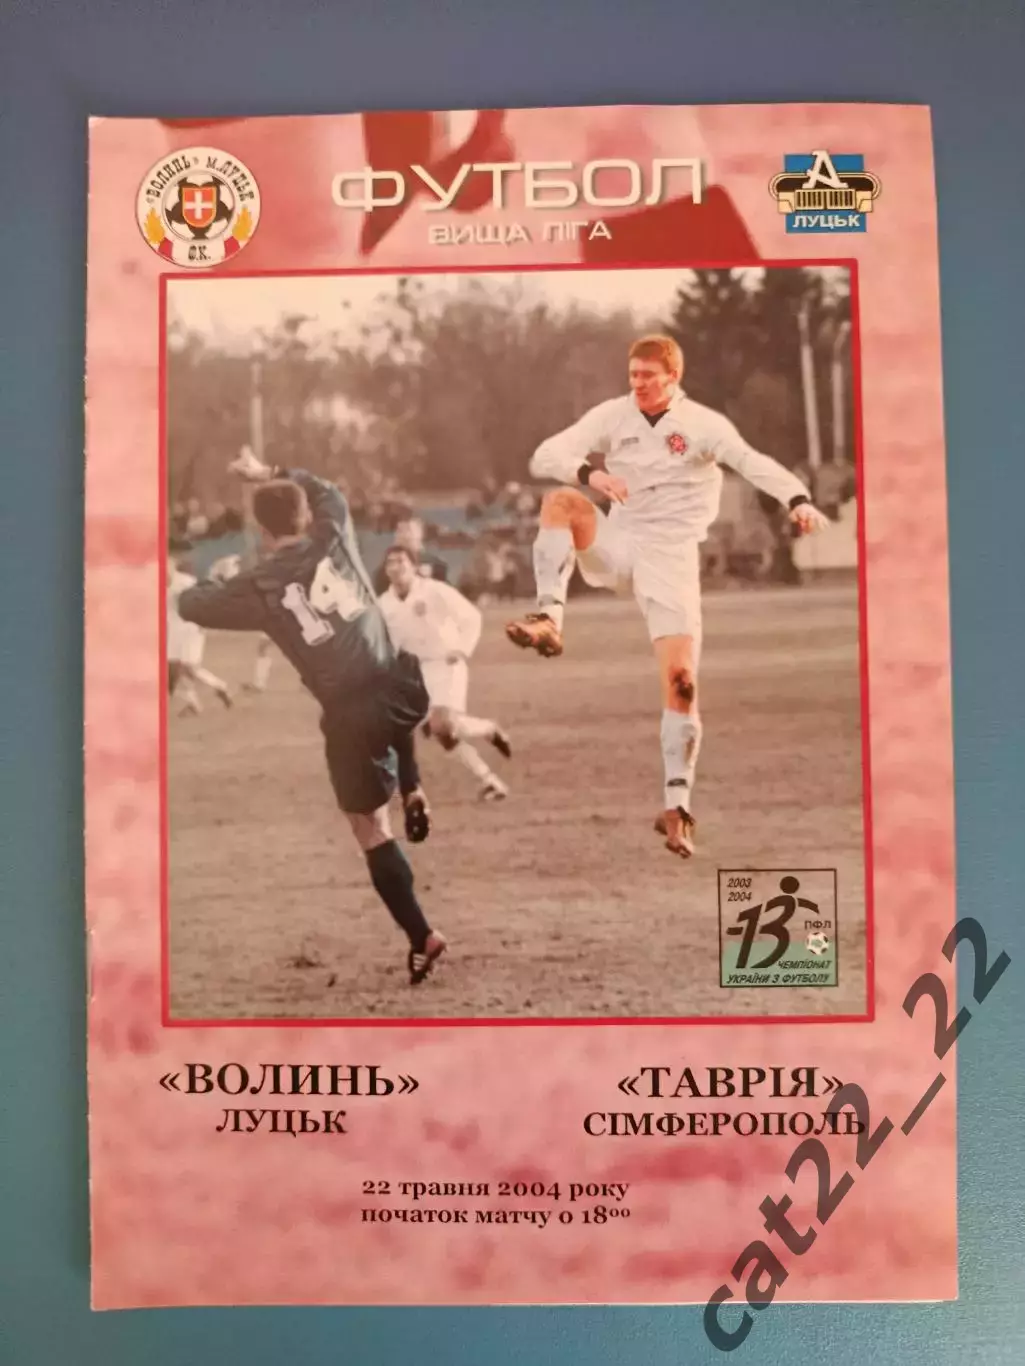 «ВОЛИНЬ» М.ЛУЦЬК
Ф.К.
ФУТБОЛ
ВИЩА ЛІГА
А
ЛУЦЬК
14
2003
2004
13
ПФЛ
ЧЕМПІОНАТ
УКРАЇНИ З ФУТБОЛУ
«ВОЛИНЬ»
ЛУЦЬК
«ТАВРІЯ»
СІМФЕРОПОЛЬ
22 травня 2004 року
початок матчу о 18⁰⁰
cat22_22